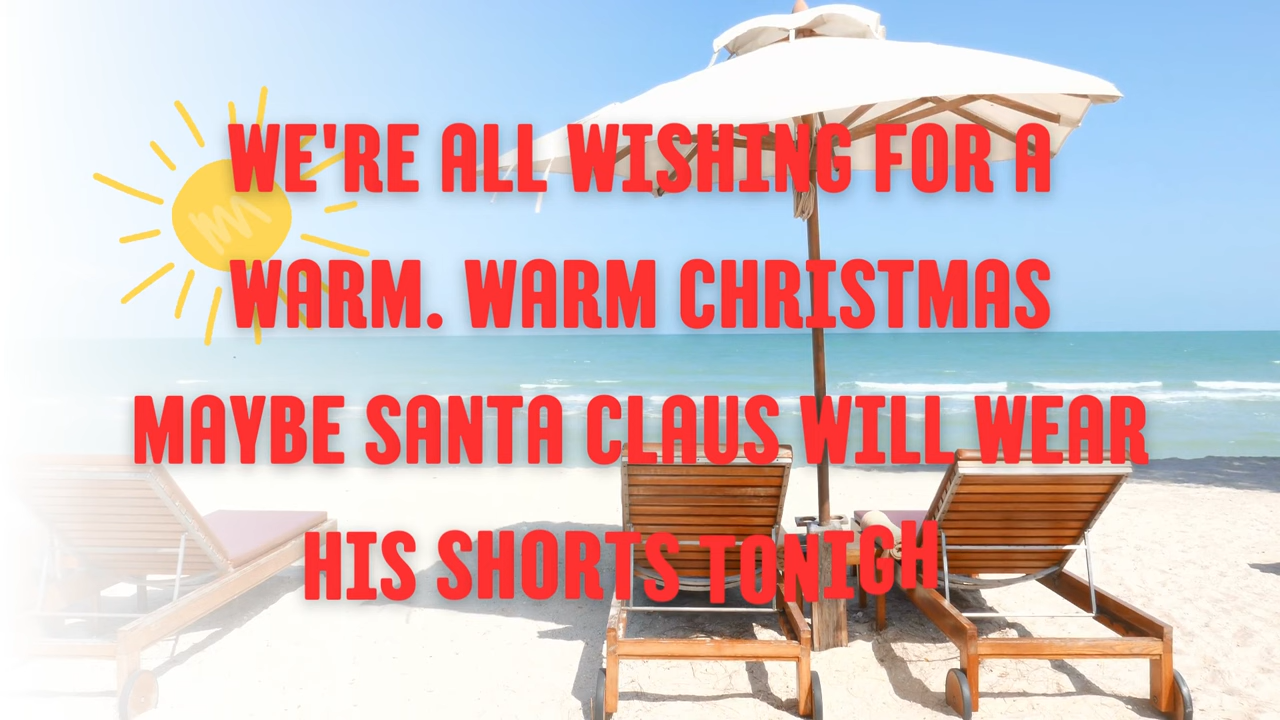 WE'RE ALL WISHING FOR A
WARM. WARM CHRISTMAS
MAYBE SANTA CLAUS WILL WEAR
HIS SHORTS TONIGH